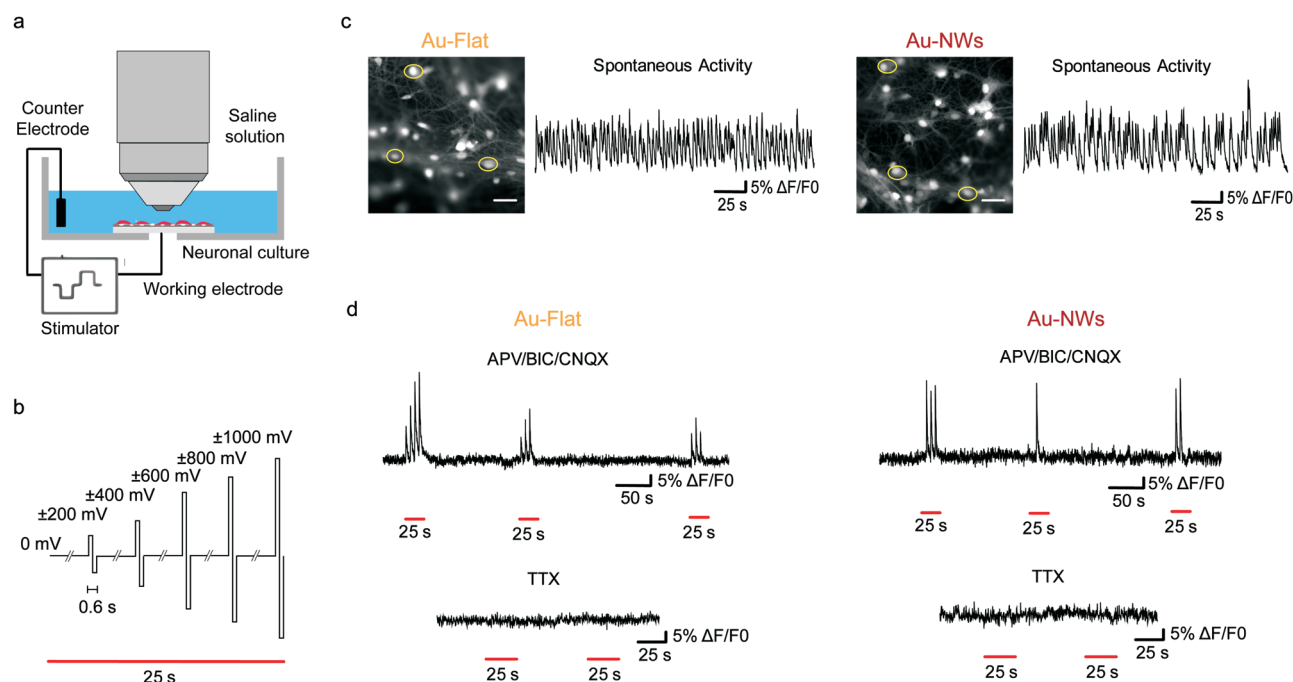 a
Counter
Electrode
Saline
solution
Neuronal culture
Working electrode
Stimulator
b
0 mV
±200 mV
±400 mV
±600 mV
±800 mV
±1000 mV
0.6 s
25 s
c
Au-Flat
Spontaneous Activity
5% ΔF/F0
25 s
Au-NWs
Spontaneous Activity
5% ΔF/F0
25 s
d
Au-Flat
APV/BIC/CNQX
5% ΔF/F0
50 s
25 s
25 s
25 s
TTX
5% ΔF/F0
25 s
25 s
25 s
Au-NWs
APV/BIC/CNQX
5% ΔF/F0
50 s
25 s
25 s
25 s
TTX
5% ΔF/F0
25 s
25 s
25 s